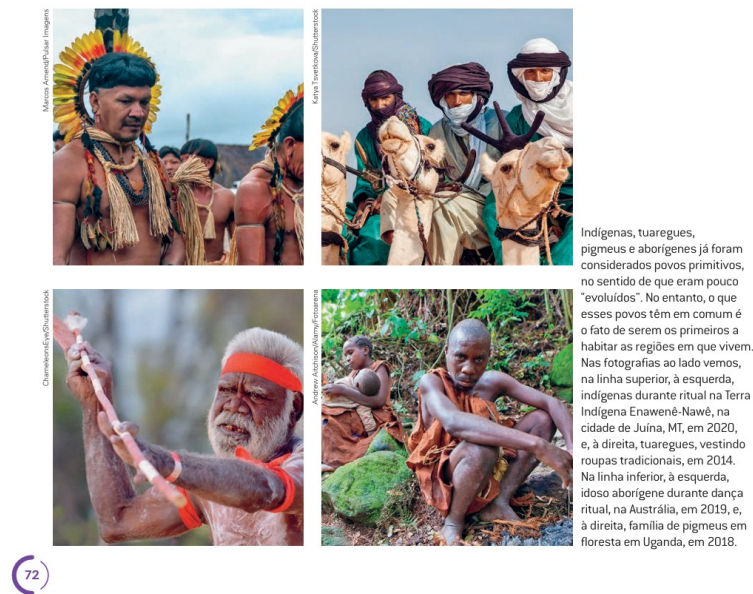 Marcos Amend/Pulsar Imagens
Katya Tsvetkova/Shutterstock
ChameleonsEye/Shutterstock
Andrew Aitchison/Alamy/Fotoarena
Indígenas, tuaregues,
pigmeus e aborígenes já foram
considerados povos primitivos,
no sentido de que eram pouco
"evoluídos". No entanto, o que
esses povos têm em comum é
o fato de serem os primeiros a
habitar as regiões em que vivem.
Nas fotografias ao lado vemos,
na linha superior, à esquerda,
indígenas durante ritual na Terra
Indígena Enawenê-Nawê, na
cidade de Juína, MT, em 2020,
e, à direita, tuaregues, vestindo
roupas tradicionais, em 2014.
Na linha inferior, à esquerda,
idoso aborígene durante dança
ritual, na Austrália, em 2019, e,
à direita, família de pigmeus em
floresta em Uganda, em 2018.
72